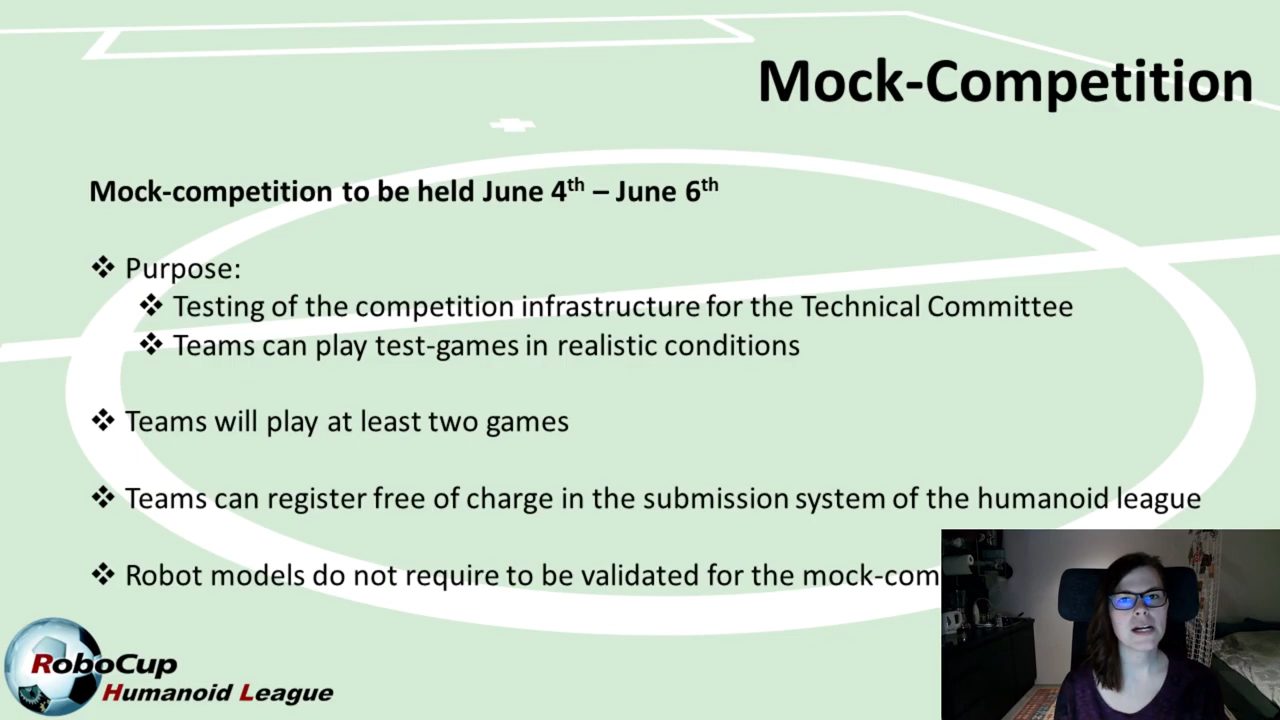 Mock-Competition
Mock-competition to be held June 4th – June 6th
❖ Purpose:
❖ Testing of the competition infrastructure for the Technical Committee
❖ Teams can play test-games in realistic conditions
❖ Teams will play at least two games
❖ Teams can register free of charge in the submission system of the humanoid league
❖ Robot models do not require to be validated for the mock-com
RoboCup
Humanoid League